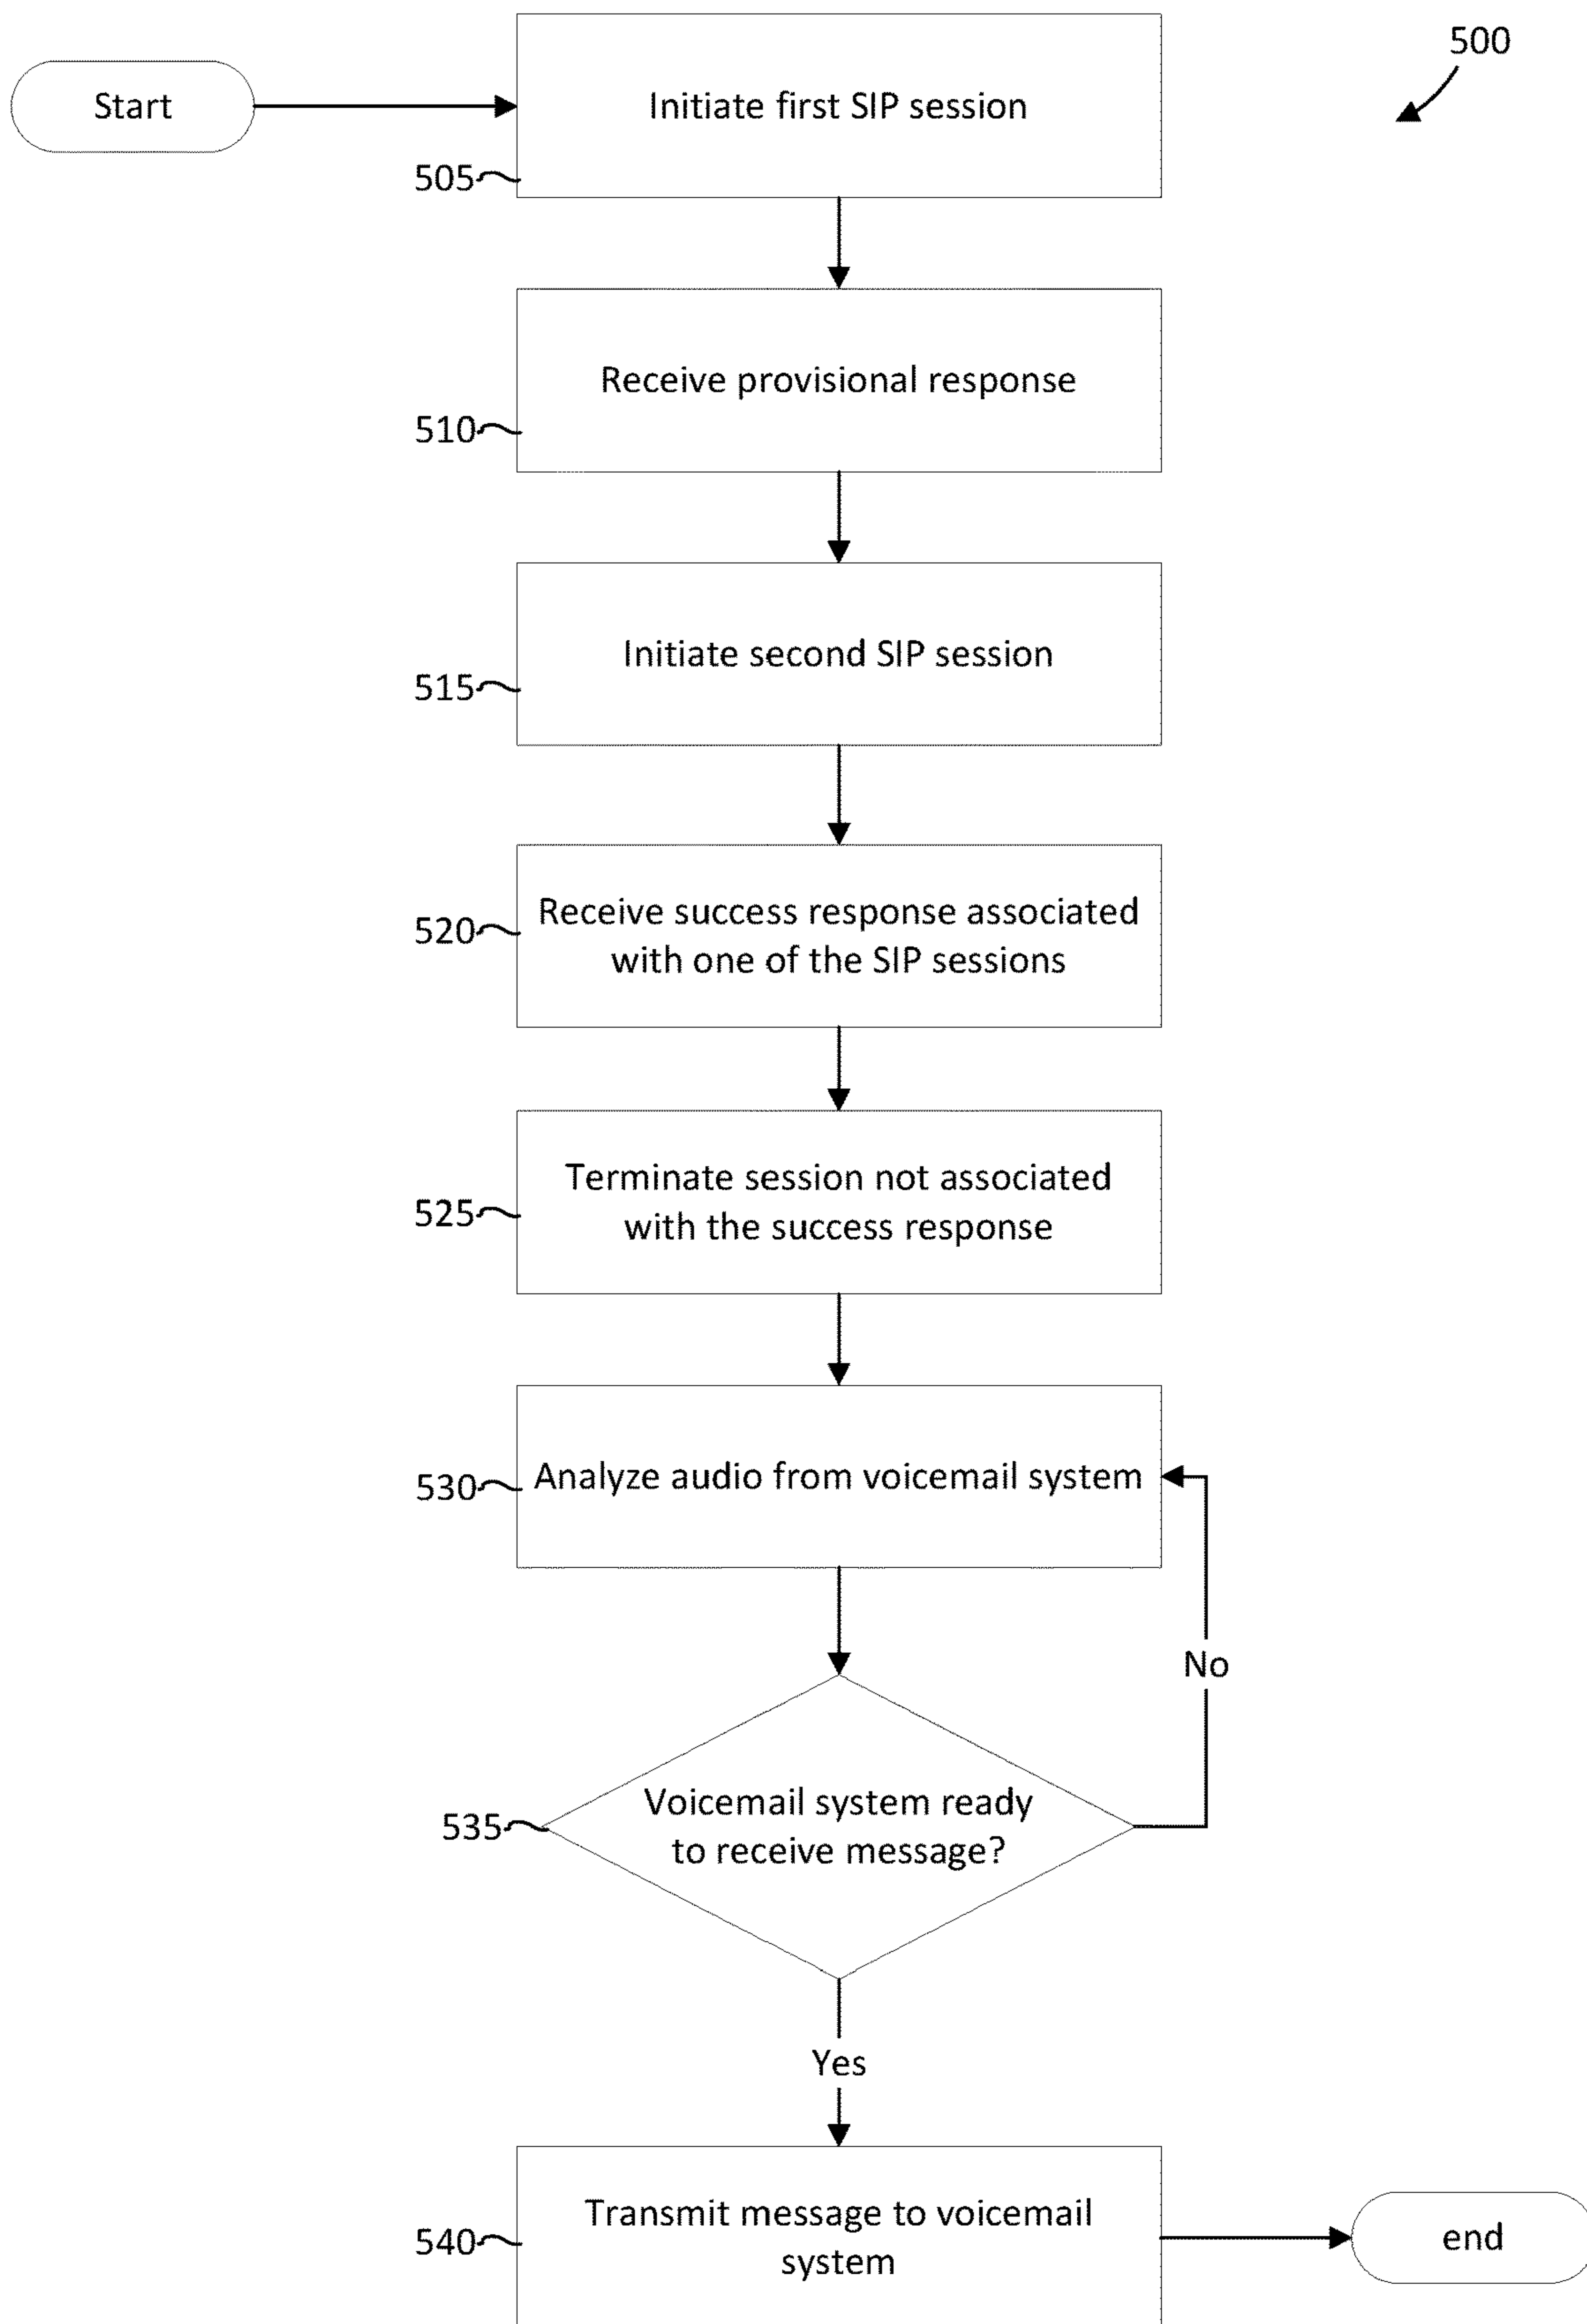 500
Start
Initiate first SIP session
505
Receive provisional response
510
Initiate second SIP session
515
Receive success response associated
with one of the SIP sessions
520
Terminate session not associated
with the success response
525
Analyze audio from voicemail system
530
No
Voicemail system ready
to receive message?
535
Yes
Transmit message to voicemail
system
540
end